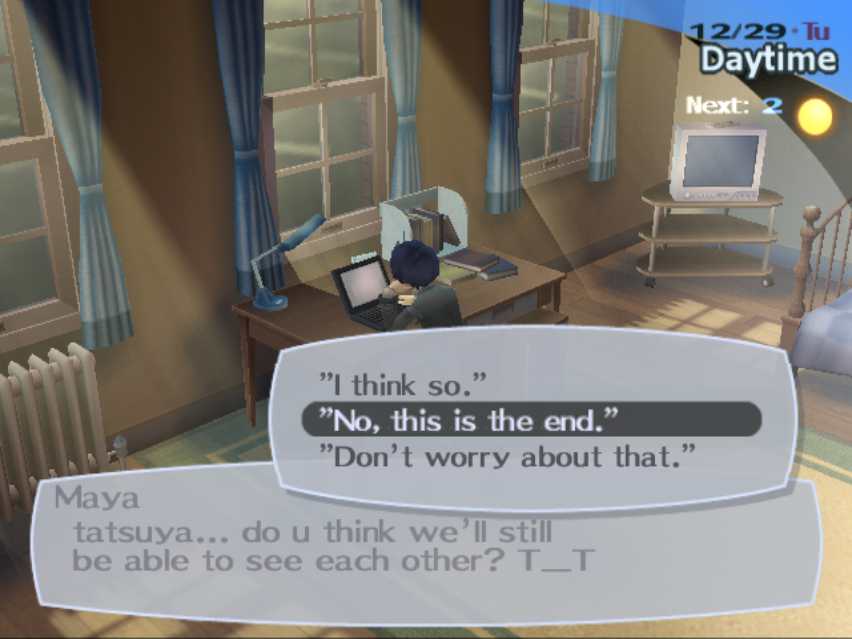 12/29・Tu
Daytime
Next: 2
"I think so."
"No, this is the end."
"Don't worry about that."
Maya
tatsuya... do u think we'll still
be able to see each other? T__T